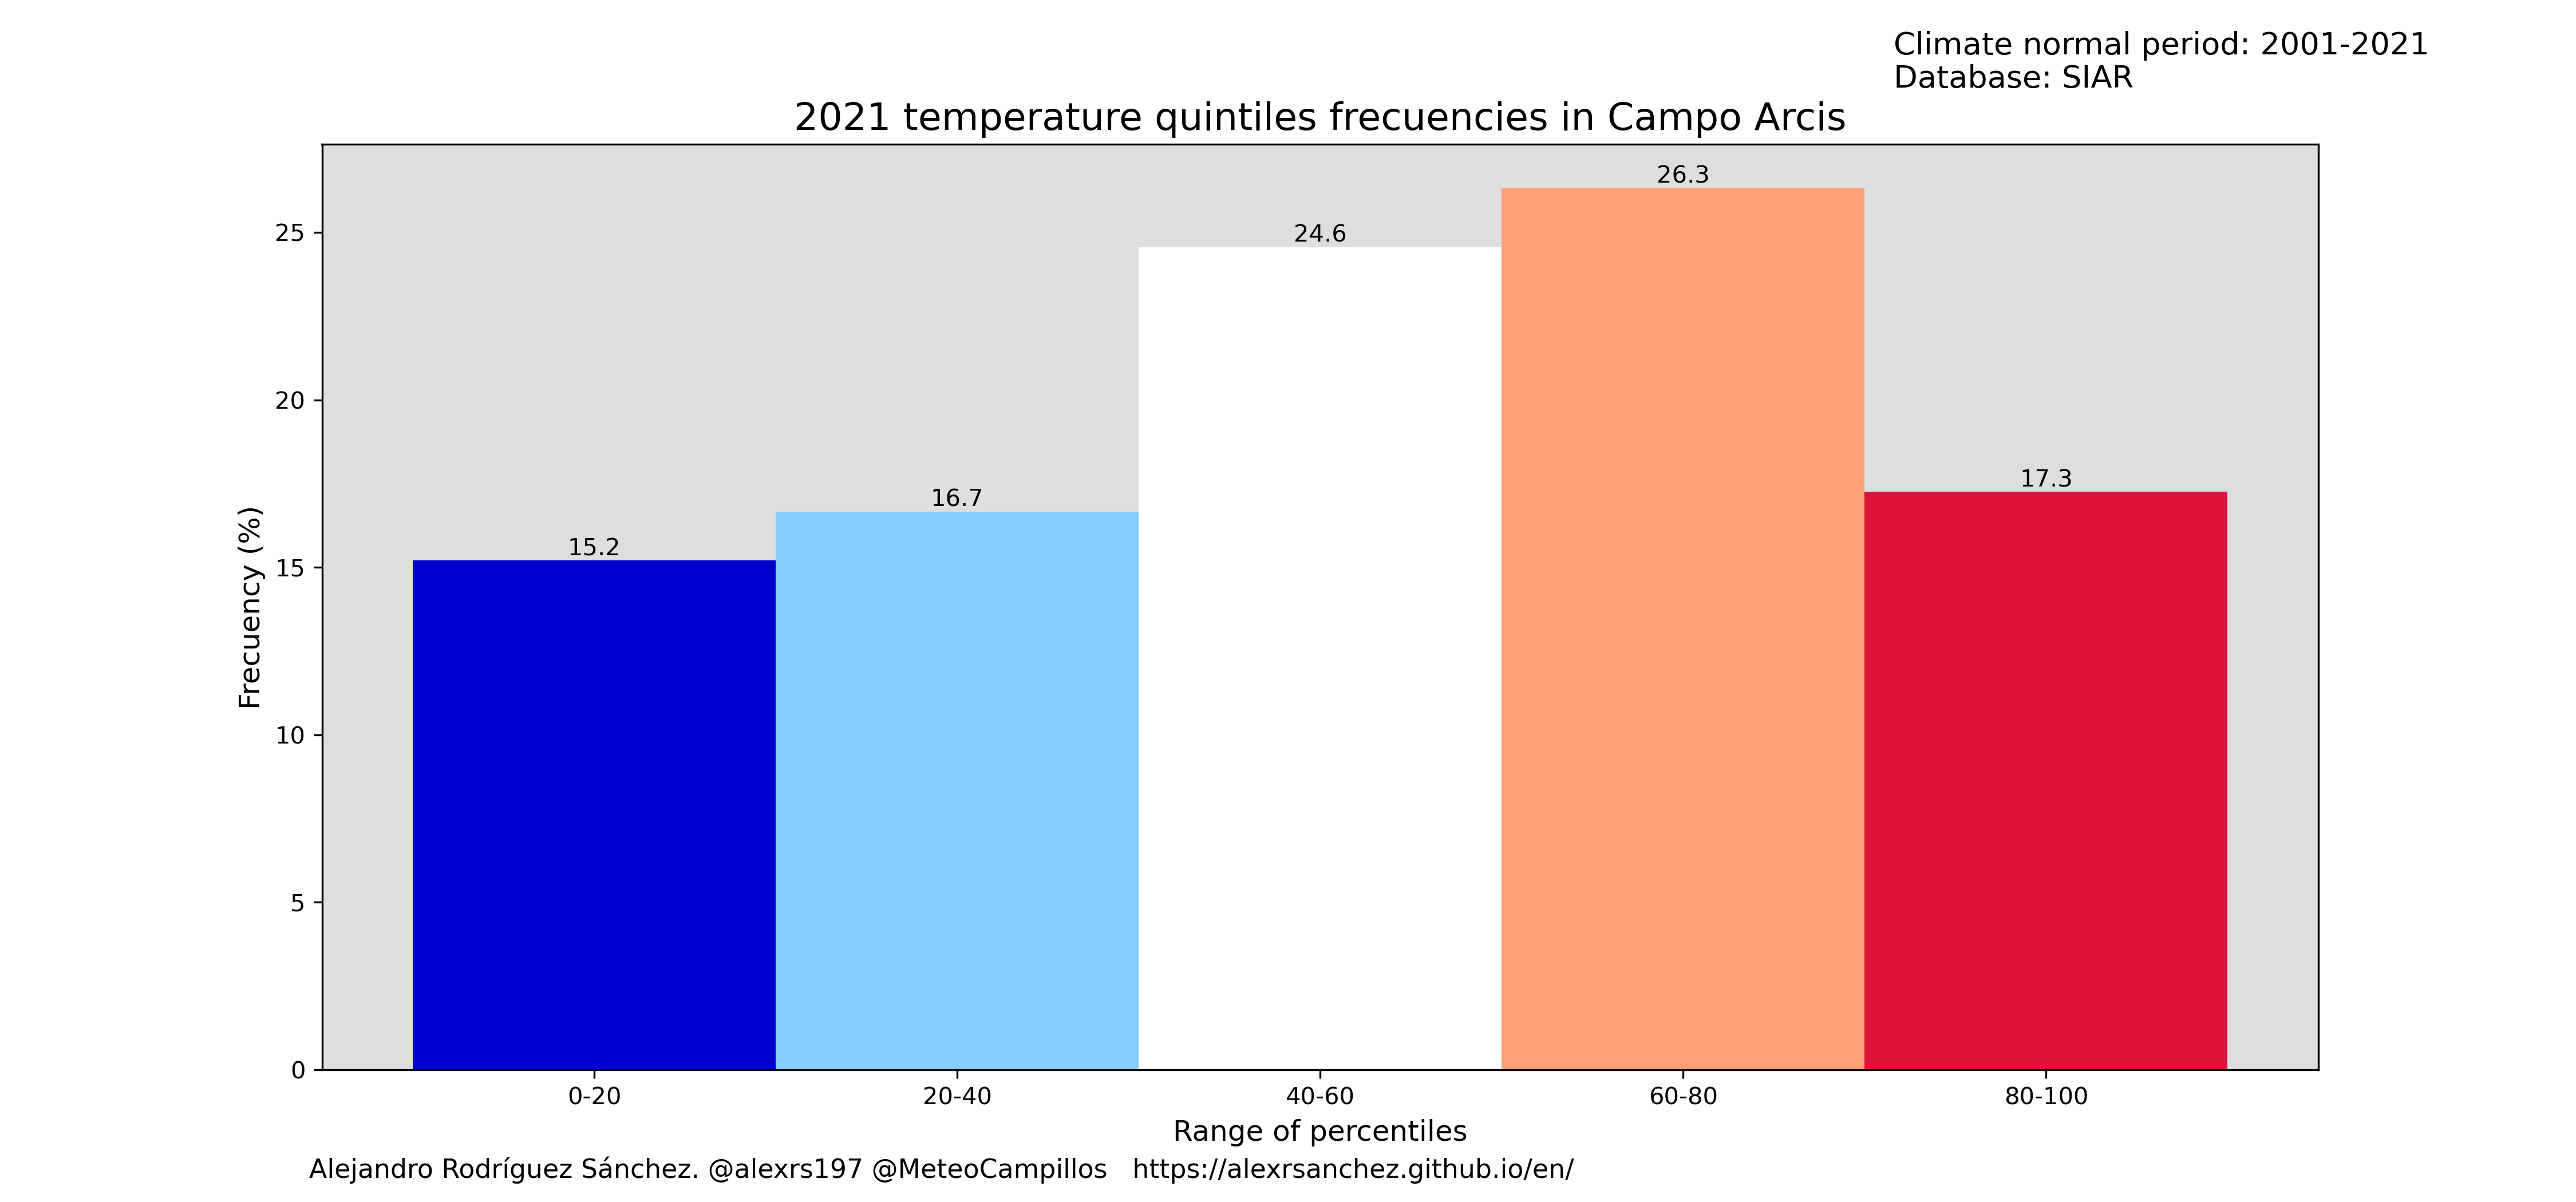 Climate normal period: 2001-2021
Database: SIAR
2021 temperature quintiles frecuencies in Campo Arcis
Frecuency (%)
25
20
15
10
5
0
15.2
16.7
24.6
26.3
17.3
0-20
20-40
40-60
60-80
80-100
Range of percentiles
Alejandro Rodríguez Sánchez. @alexrs197 @MeteoCampillos https://alexrsanchez.github.io/en/